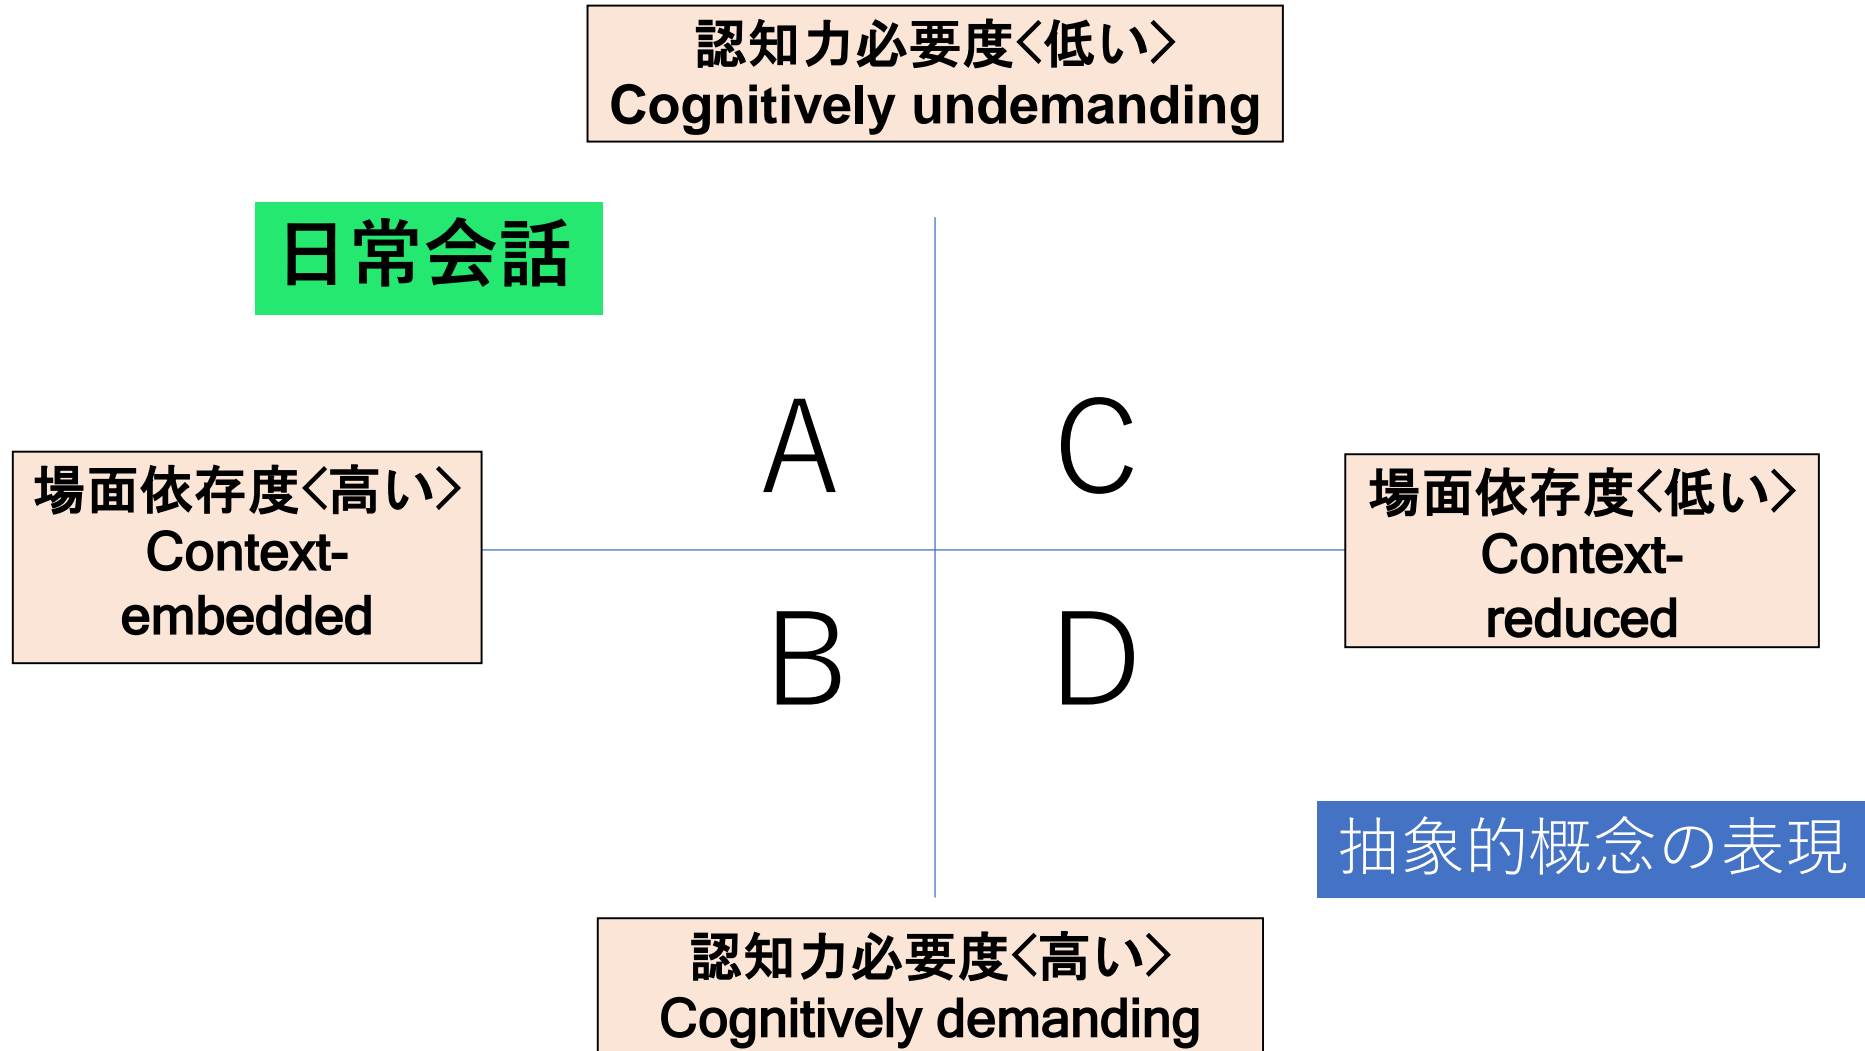 認知力必要度<低い>
Cognitively undemanding
日常会話
A
C
場面依存度<高い>
Context-
embedded
場面依存度<低い>
Context-
reduced
B
D
抽象的概念の表現
認知力必要度<高い>
Cognitively demanding